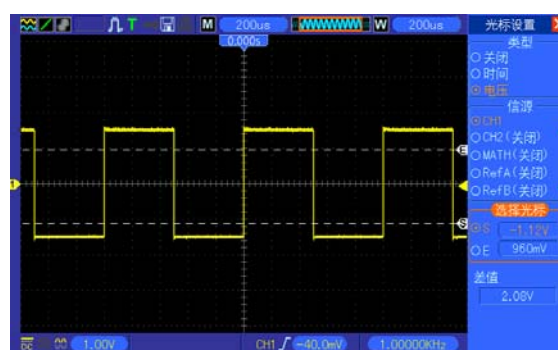 T M 200us W 200us 光标设置
0.000s
类型
关闭
时间
电压
信源
CH1
CH2(关闭)
MATH(关闭)
RefA(关闭)
RefB(关闭)
选择光标
S -1.12V
E 960mV
差值
2.08V
E
1
S
DC 1.00V CH1 -40.0mV 1.00000KHz